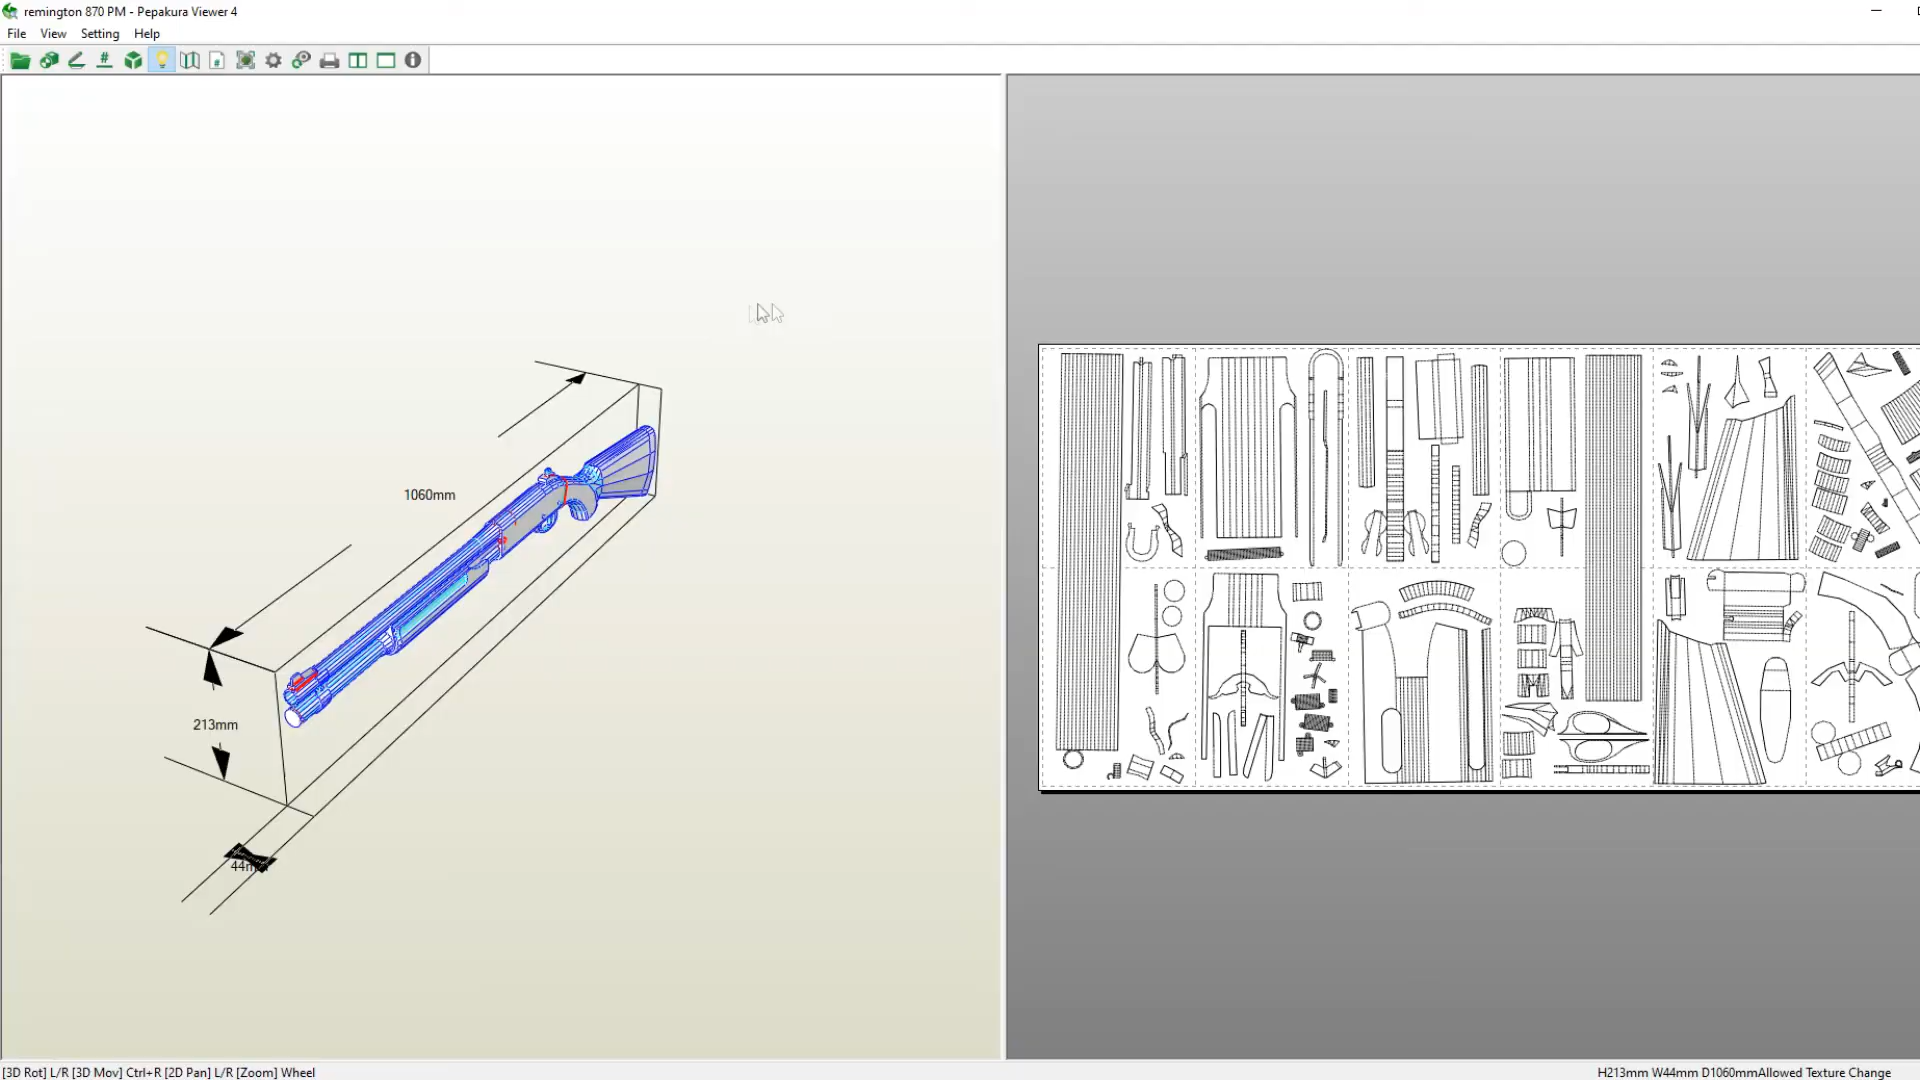 remington 870 PM - Pepakura Viewer 4
File View Setting Help
1060mm
213mm
[3D Rot] L/R [3D Mov] Ctrl+R [2D Pan] L/R [Zoom] Wheel
H213mm W44mm D1060mmAllowed Texture Change